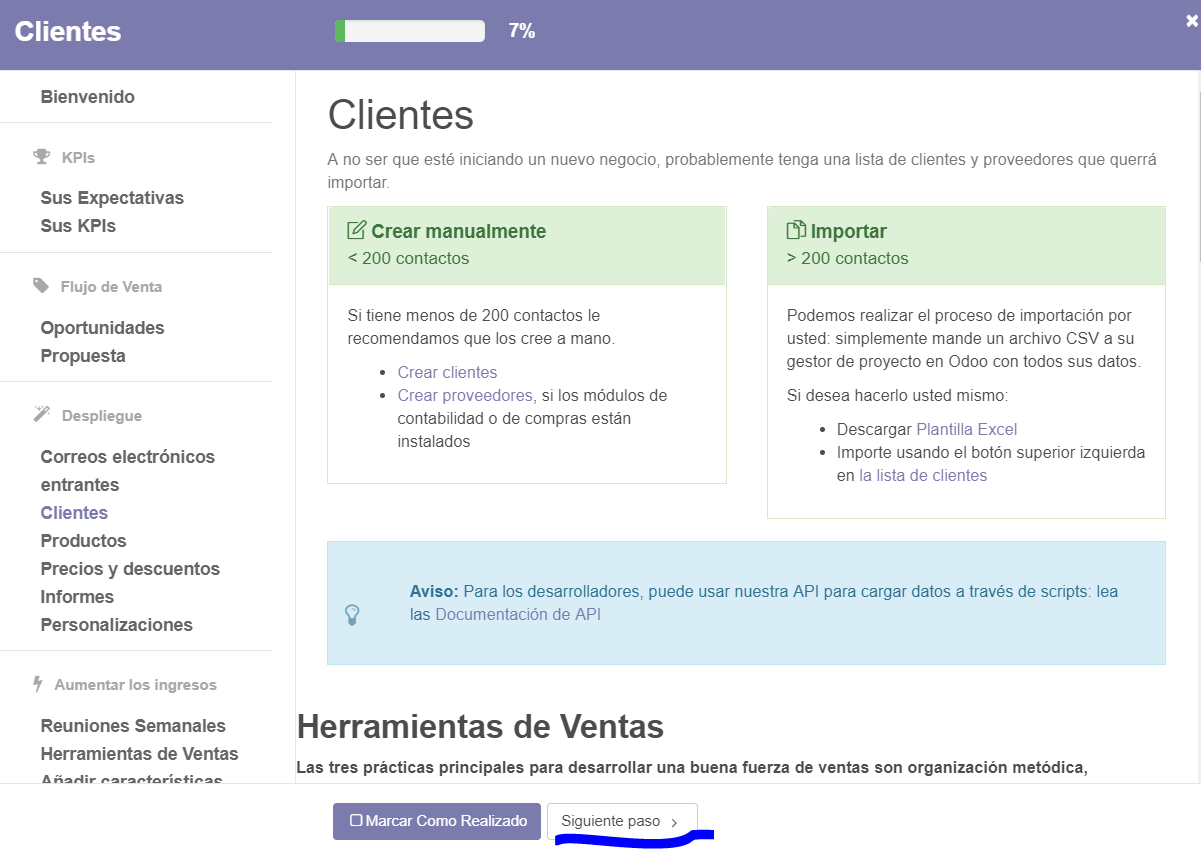 Clientes
7%
Bienvenido
KPIs
Sus Expectativas
Sus KPIs
Flujo de Venta
Oportunidades
Propuesta
Despliegue
Correos electrónicos
entrantes
Clientes
Productos
Precios y descuentos
Informes
Personalizaciones
Aumentar los ingresos
Reuniones Semanales
Herramientas de Ventas
Añadir características
Clientes
A no ser que esté iniciando un nuevo negocio, probablemente tenga una lista de clientes y proveedores que querrá
importar.
Crear manualmente
< 200 contactos
Si tiene menos de 200 contactos le
recomendamos que los cree a mano.
• Crear clientes
• Crear proveedores, si los módulos de
contabilidad o de compras están
instalados
Importar
> 200 contactos
Podemos realizar el proceso de importación por
usted: simplemente mande un archivo CSV a su
gestor de proyecto en Odoo con todos sus datos.
Si desea hacerlo usted mismo:
• Descargar Plantilla Excel
• Importe usando el botón superior izquierda
en la lista de clientes
Aviso: Para los desarrolladores, puede usar nuestra API para cargar datos a través de scripts: lea
las Documentación de API
Herramientas de Ventas
Las tres prácticas principales para desarrollar una buena fuerza de ventas son organización metódica,
Marcar Como Realizado
Siguiente paso >